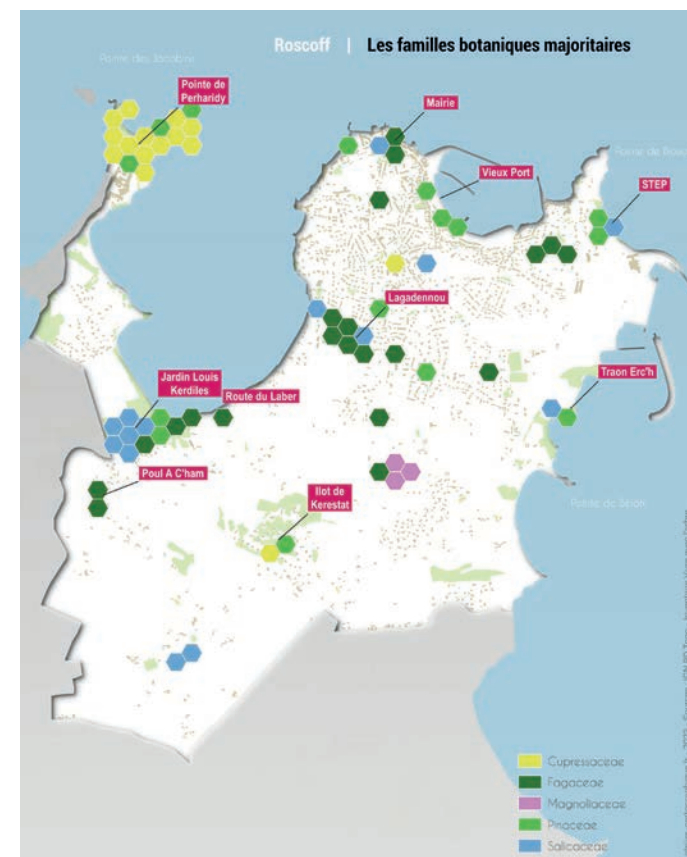 Roscoff | Les familles botaniques majoritaires
Pointe de
Perharidy
Mairie
Vieux Port
STEP
Lagadennou
Jardin Louis
Kerdiles
Route du Laber
Traon Erc'h
Poul A C'ham
Ilot de
Kerestat
Cupressaceae
Fagaceae
Magnoliaceae
Pinaceae
Salicaceae